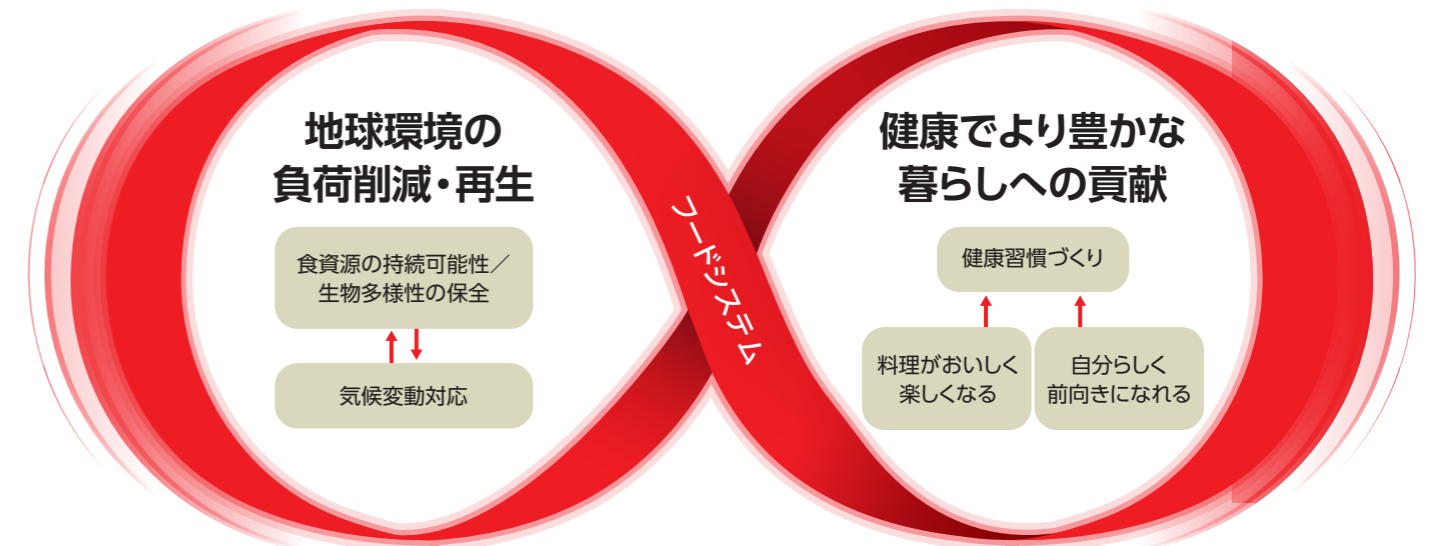 地球環境の
負荷削減・再生
食資源の持続可能性／
生物多様性の保全
気候変動対応
フードシステム
健康でより豊かな
暮らしへの貢献
健康習慣づくり
料理がおいしく
楽しくなる
自分らしく
前向きになれる